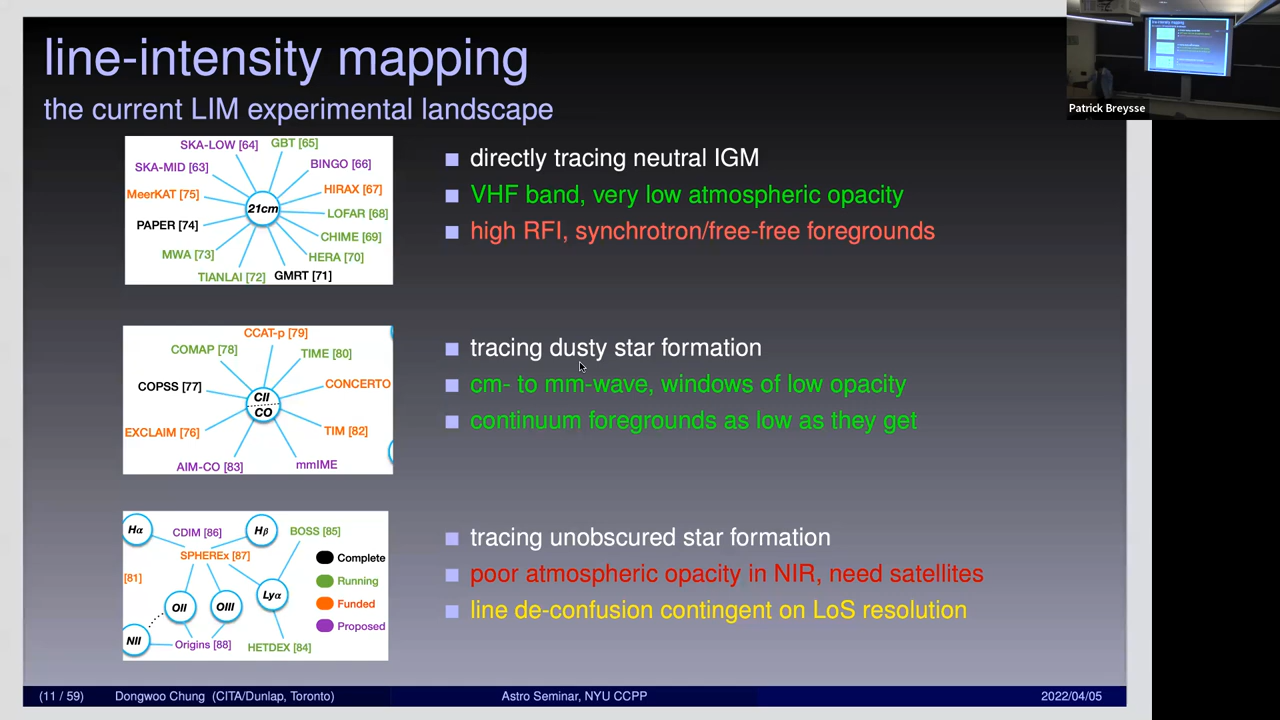 line-intensity mapping
the current LIM experimental landscape
Patrick Breysse
SKA-LOW [64]
GBT [65]
SKA-MID [63]
BINGO [66]
MeerKAT [75]
HIRAX [67]
21cm
LOFAR [68]
PAPER [74]
CHIME [69]
MWA [73]
HERA [70]
TIANLAI [72]
GMRT [71]
directly tracing neutral IGM
VHF band, very low atmospheric opacity
high RFI, synchrotron/free-free foregrounds
CCAT-p [79]
COMAP [78]
TIME [80]
COPSS [77]
CONCERTO
CII
CO
EXCLAIM [76]
TIM [82]
AIM-CO [83]
mmIME
tracing dusty star formation
cm- to mm-wave, windows of low opacity
continuum foregrounds as low as they get
Hα
CDIM [86]
Hβ
BOSS [85]
SPHEREx [87]
Complete
[81]
Running
OII
OIII
Lyα
Funded
NII
Proposed
Origins [88]
HETDEX [84]
tracing unobscured star formation
poor atmospheric opacity in NIR, need satellites
line de-confusion contingent on LoS resolution
(11 / 59) Dongwoo Chung (CITA/Dunlap, Toronto) Astro Seminar, NYU CCPP 2022/04/05